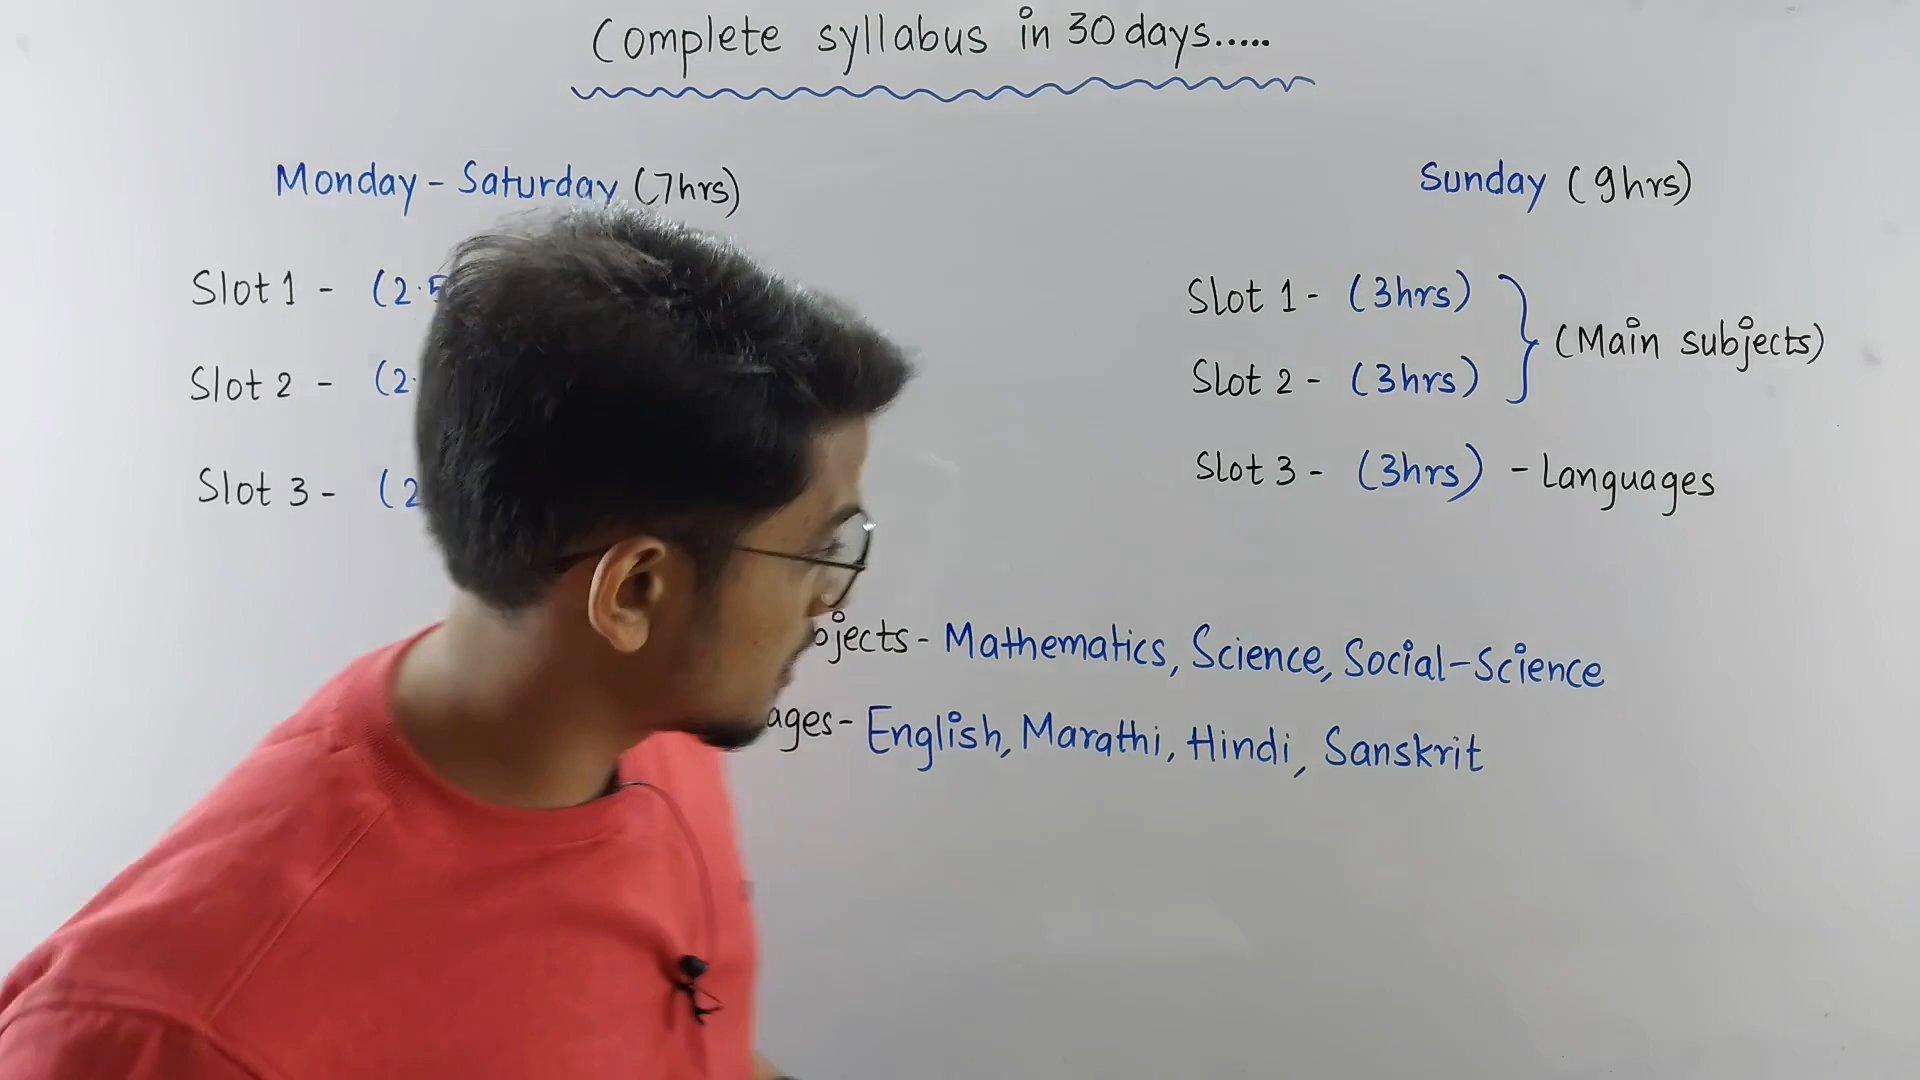 Complete syllabus in 30 days.....
Monday - Saturday (7hrs)
Slot 1 - (2.5
Slot 2 - (2.
Slot 3 - (2
Sunday (9hrs)
Slot 1 - (3hrs)
Slot 2 - (3hrs)
(Main subjects)
Slot 3 - (3hrs) - Languages
bjects - Mathematics, Science, Social-Science
ages - English, Marathi, Hindi, Sanskrit